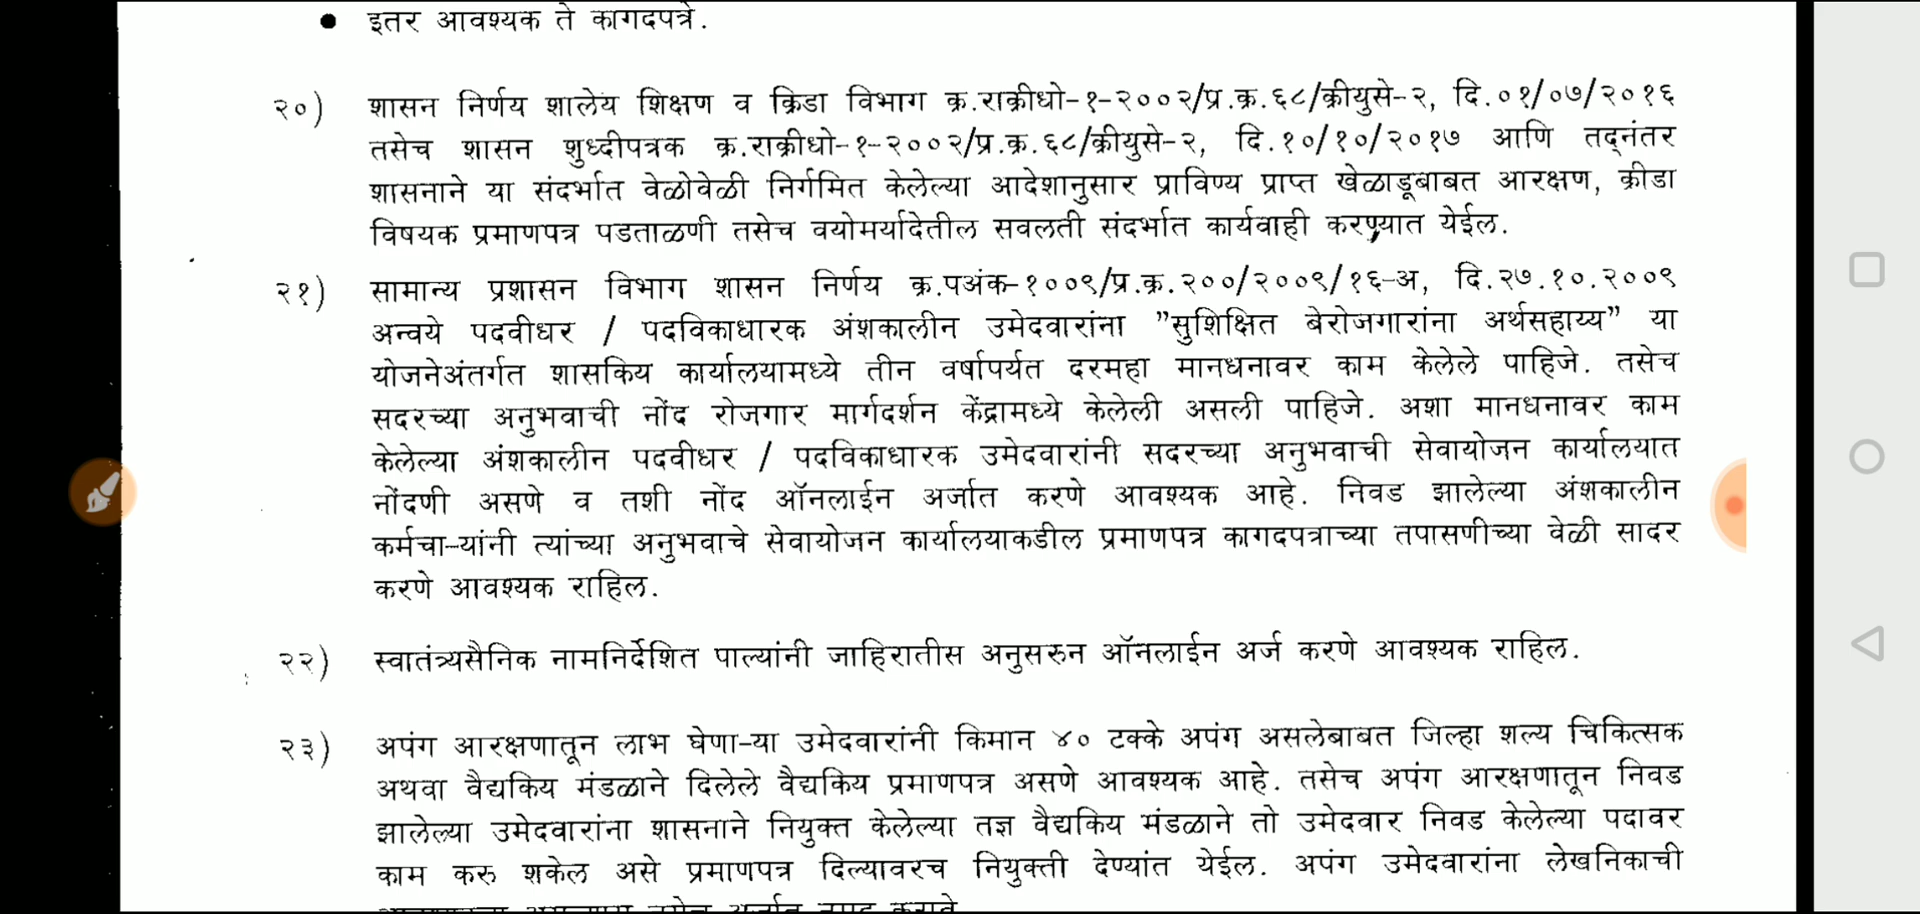 ● इतर आवश्यक ते कागदपत्रे.
२०) शासन निर्णय शालेय शिक्षण व क्रिडा विभाग क्र.राक्रीधो-१-२००२/प्र.क्र.६८/क्रीयुसे-२, दि.०१/०७/२०१६
तसेच शासन शुध्दीपत्रक क्र.राक्रीधो-१-२००२/प्र.क्र.६८/क्रीयुसे-२, दि.१०/१०/२०१७ आणि तद्नंतर
शासनाने या संदर्भात वेळोवेळी निर्गमित केलेल्या आदेशानुसार प्राविण्य प्राप्त खेळाडूबाबत आरक्षण, क्रीडा
विषयक प्रमाणपत्र पडताळणी तसेच वयोमर्यादेतील सवलती संदर्भात कार्यवाही करण्यात येईल.
२१) सामान्य प्रशासन विभाग शासन निर्णय क्र.पअंक-१००९/प्र.क्र.२००/२००९/१६-अ, दि.२७.१०.२००९
अन्वये पदवीधर / पदविकाधारक अंशकालीन उमेदवारांना ”सुशिक्षित बेरोजगारांना अर्थसहाय्य” या
योजनेअंतर्गत शासकिय कार्यालयामध्ये तीन वर्षापर्यत दरमहा मानधनावर काम केलेले पाहिजे. तसेच
सदरच्या अनुभवाची नोंद रोजगार मार्गदर्शन केंद्रामध्ये केलेली असली पाहिजे. अशा मानधनावर काम
केलेल्या अंशकालीन पदवीधर / पदविकाधारक उमेदवारांनी सदरच्या अनुभवाची सेवायोजन कार्यालयात
नोंदणी असणे व तशी नोंद ऑनलाईन अर्जात करणे आवश्यक आहे. निवड झालेल्या अंशकालीन
कर्मचा-यांनी त्यांच्या अनुभवाचे सेवायोजन कार्यालयाकडील प्रमाणपत्र कागदपत्राच्या तपासणीच्या वेळी सादर
करणे आवश्यक राहिल.
२२) स्वातंत्र्यसैनिक नामनिर्देशित पाल्यांनी जाहिरातीस अनुसरुन ऑनलाईन अर्ज करणे आवश्यक राहिल.
२३) अपंग आरक्षणातून लाभ घेणा-या उमेदवारांनी किमान ४० टक्के अपंग असलेबाबत जिल्हा शल्य चिकित्सक
अथवा वैद्यकिय मंडळाने दिलेले वैद्यकिय प्रमाणपत्र असणे आवश्यक आहे. तसेच अपंग आरक्षणातून निवड
झालेल्या उमेदवारांना शासनाने नियुक्त केलेल्या तज्ञ वैद्यकिय मंडळाने तो उमेदवार निवड केलेल्या पदावर
काम करु शकेल असे प्रमाणपत्र दिल्यावरच नियुक्ती देण्यांत येईल. अपंग उमेदवारांना लेखनिकाची